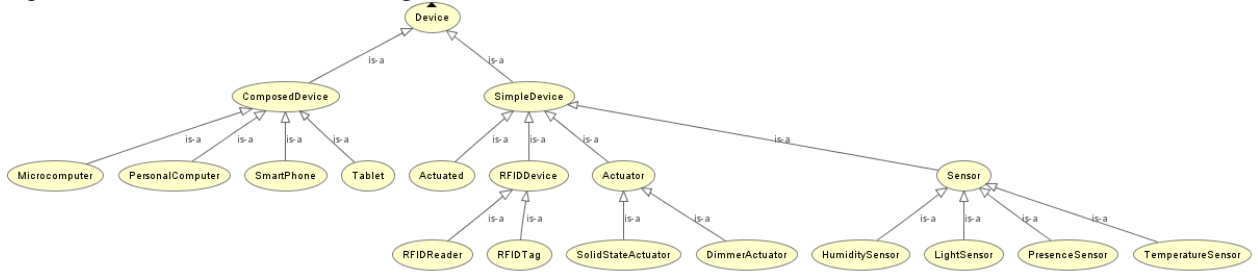 Device
is-a
is-a
ComposedDevice
SimpleDevice
is-a
is-a
is-a
is-a
is-a
is-a
is-a
is-a
Microcomputer
PersonalComputer
SmartPhone
Tablet
Actuated
RFIDDevice
Actuator
Sensor
is-a
is-a
is-a
is-a
is-a
is-a
is-a
is-a
RFIDReader
RFIDTag
SolidStateActuator
DimmerActuator
HumiditySensor
LightSensor
PresenceSensor
TemperatureSensor